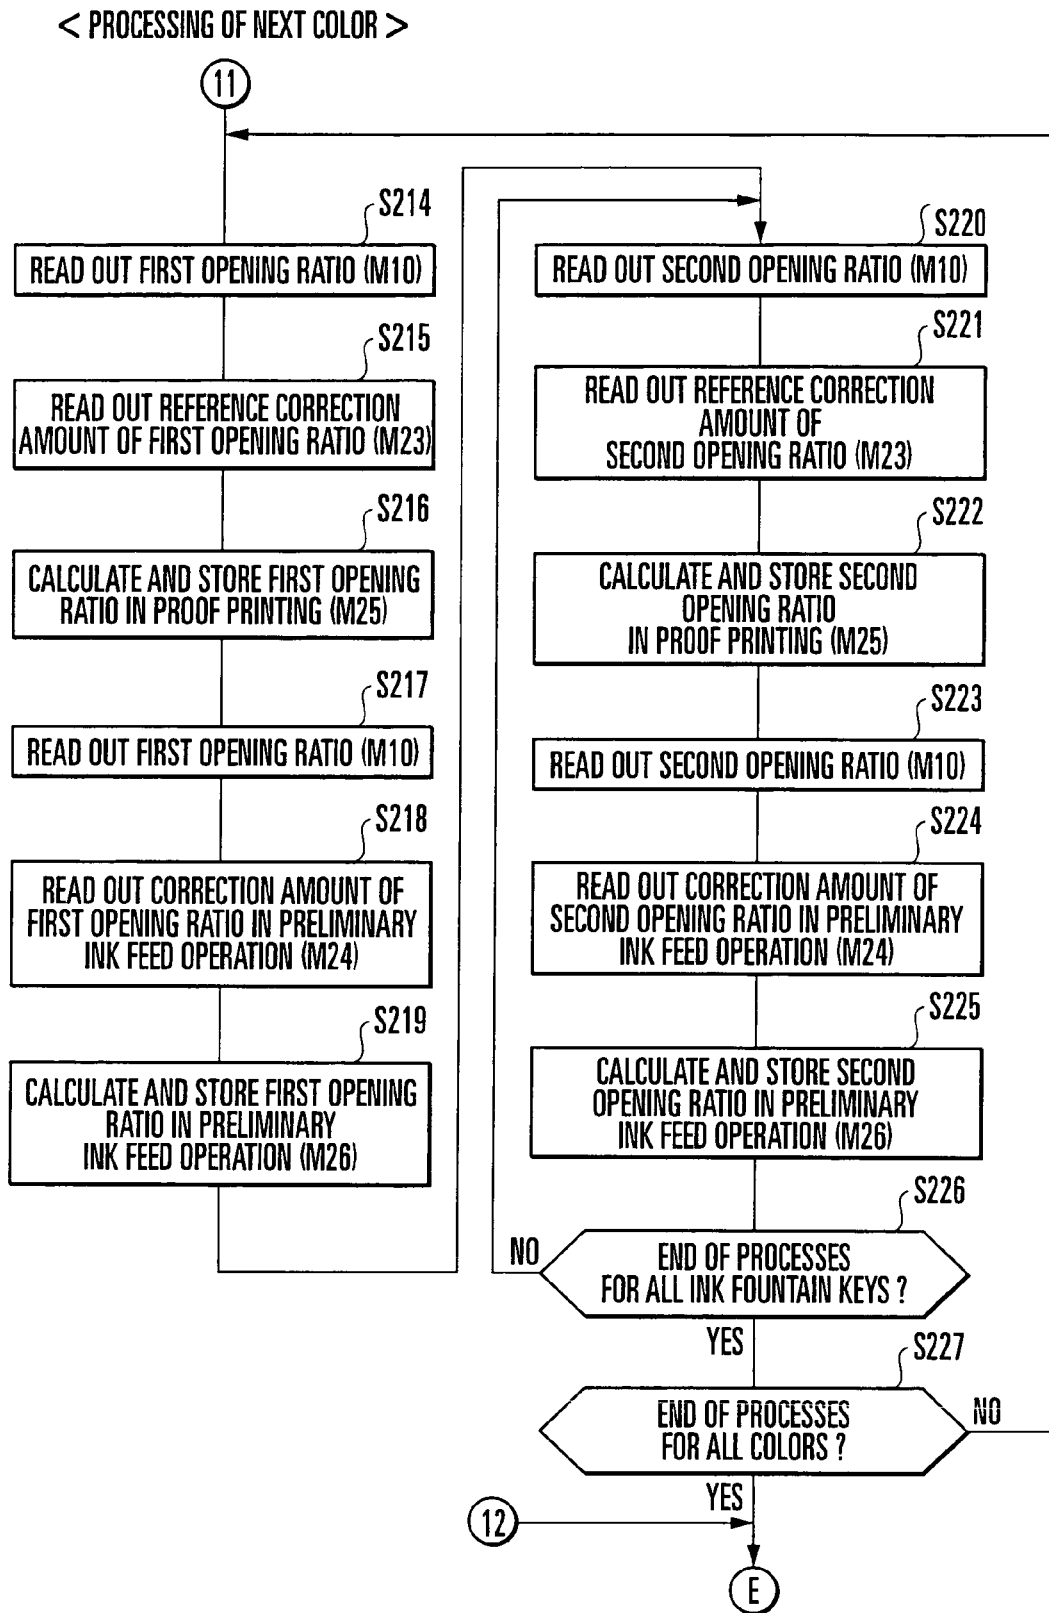 < PROCESSING OF NEXT COLOR >
11
S214
READ OUT FIRST OPENING RATIO (M10)
S215
READ OUT REFERENCE CORRECTION
AMOUNT OF FIRST OPENING RATIO (M23)
S216
CALCULATE AND STORE FIRST OPENING
RATIO IN PROOF PRINTING (M25)
S217
READ OUT FIRST OPENING RATIO (M10)
S218
READ OUT CORRECTION AMOUNT OF
FIRST OPENING RATIO IN PRELIMINARY
INK FEED OPERATION (M24)
S219
CALCULATE AND STORE FIRST OPENING
RATIO IN PRELIMINARY
INK FEED OPERATION (M26)
S220
READ OUT SECOND OPENING RATIO (M10)
S221
READ OUT REFERENCE CORRECTION
AMOUNT OF
SECOND OPENING RATIO (M23)
S222
CALCULATE AND STORE SECOND
OPENING RATIO
IN PROOF PRINTING (M25)
S223
READ OUT SECOND OPENING RATIO (M10)
S224
READ OUT CORRECTION AMOUNT OF
SECOND OPENING RATIO IN PRELIMINARY
INK FEED OPERATION (M24)
S225
CALCULATE AND STORE SECOND
OPENING RATIO IN PRELIMINARY
INK FEED OPERATION (M26)
S226
NO
END OF PROCESSES
FOR ALL INK FOUNTAIN KEYS ?
YES
S227
END OF PROCESSES
FOR ALL COLORS ?
NO
YES
12
E